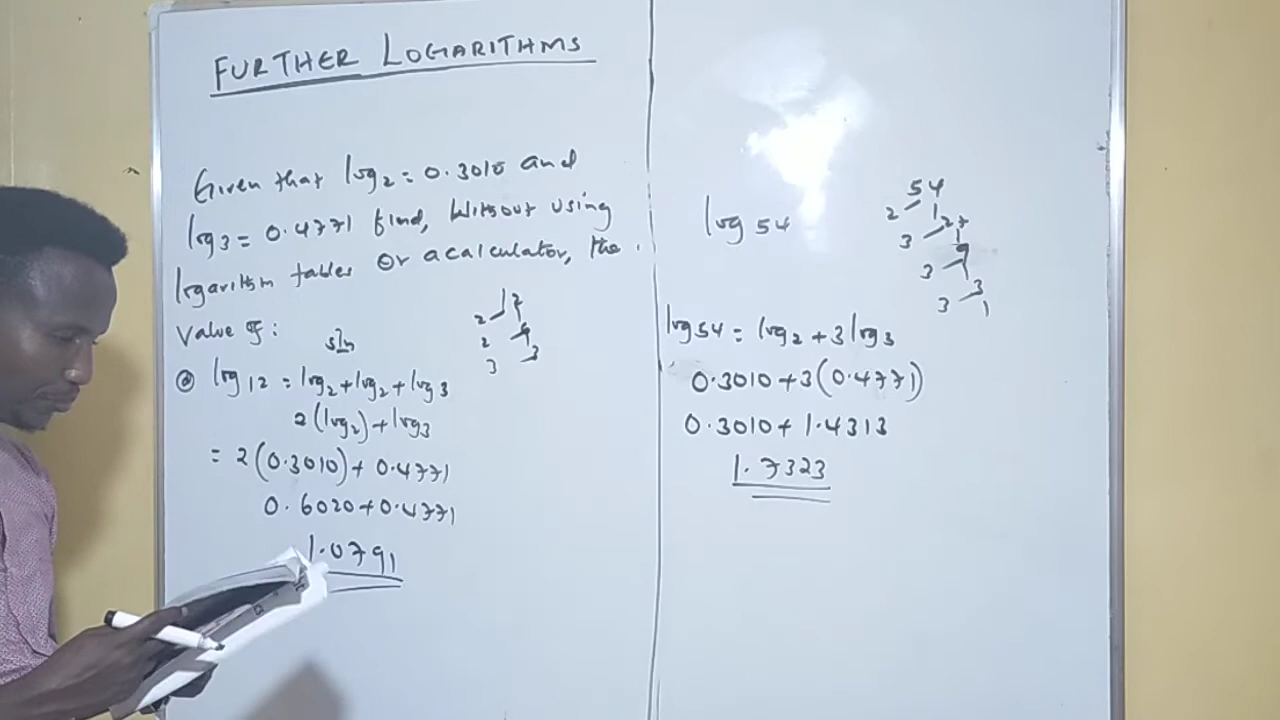 FURTHER LOGARITHMS
Given that log2 = 0.3010 and
log3 = 0.4771 find, Without using
logarithm tables or a calculator, the
Value of:
soln
12
2
6
2
3
3
ⓐ log12 = log2 + log2 + log3
2(log2) + log3
= 2(0.3010) + 0.4771
0.6020 + 0.4771
1.0791
log 54
54
2
27
3
9
3
3
3
1
log54 = log2 + 3log3
0.3010 + 3(0.4771)
0.3010 + 1.4313
1.7323